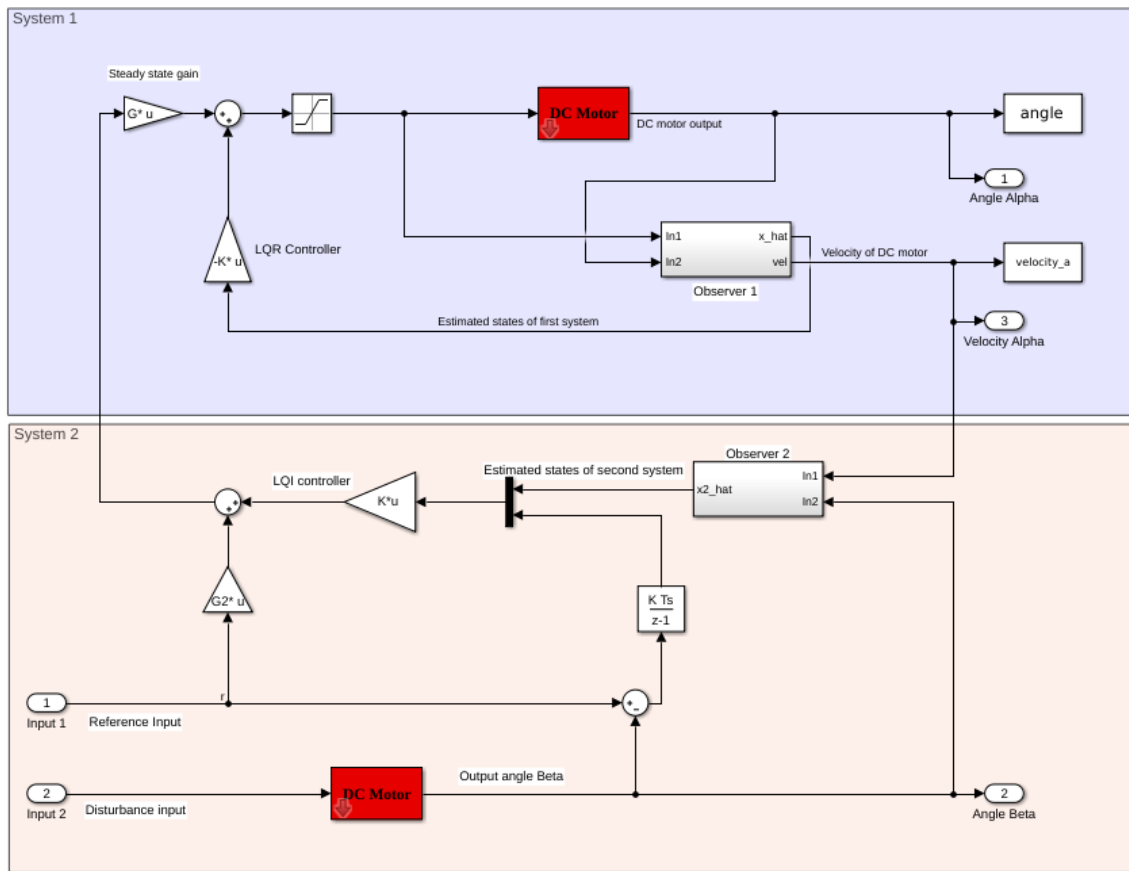 System 1
Steady state gain
G* u
DC Motor
DC motor output
angle
1
Angle Alpha
-K* u
LQR Controller
In1
In2
x_hat
vel
Observer 1
Velocity of DC motor
velocity_a
3
Velocity Alpha
Estimated states of first system
System 2
LQI controller
K*u
Estimated states of second system
Observer 2
x2_hat
In1
In2
G2* u
K Ts
z-1
r
1
Input 1
Reference Input
2
Input 2
Disturbance input
DC Motor
Output angle Beta
2
Angle Beta